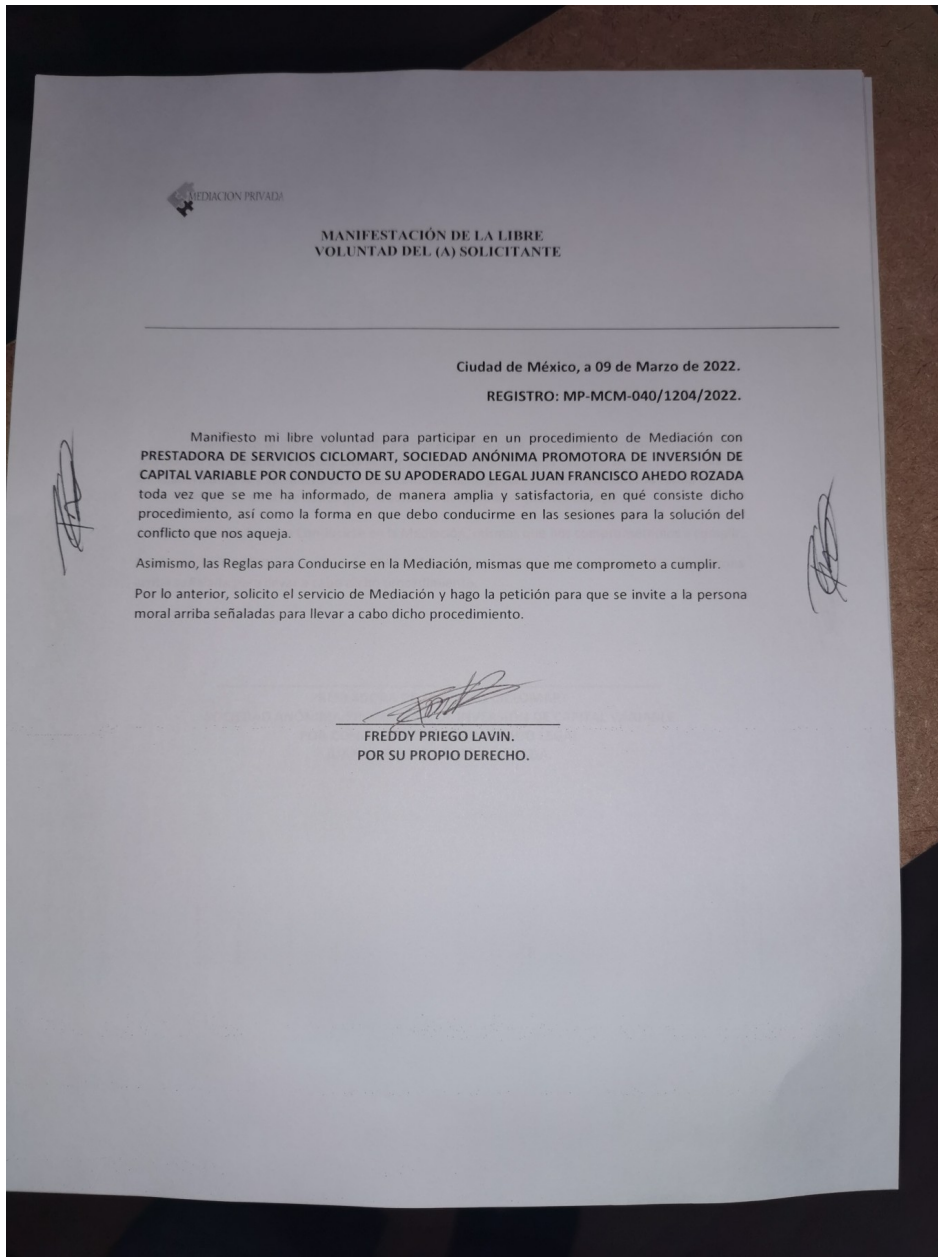 MEDIACION PRIVADA
MANIFESTACIÓN DE LA LIBRE
VOLUNTAD DEL (A) SOLICITANTE
Ciudad de México, a 09 de Marzo de 2022.
REGISTRO: MP-MCM-040/1204/2022.
Manifiesto mi libre voluntad para participar en un procedimiento de Mediación con
PRESTADORA DE SERVICIOS CICLOMART, SOCIEDAD ANÓNIMA PROMOTORA DE INVERSIÓN DE
CAPITAL VARIABLE POR CONDUCTO DE SU APODERADO LEGAL JUAN FRANCISCO AHEDO ROZADA
toda vez que se me ha informado, de manera amplia y satisfactoria, en qué consiste dicho
procedimiento, así como la forma en que debo conducirme en las sesiones para la solución del
conflicto que nos aqueja.
Asimismo, las Reglas para Conducirse en la Mediación, mismas que me comprometo a cumplir.
Por lo anterior, solicito el servicio de Mediación y hago la petición para que se invite a la persona
moral arriba señaladas para llevar a cabo dicho procedimiento.
FREDDY PRIEGO LAVIN.
POR SU PROPIO DERECHO.